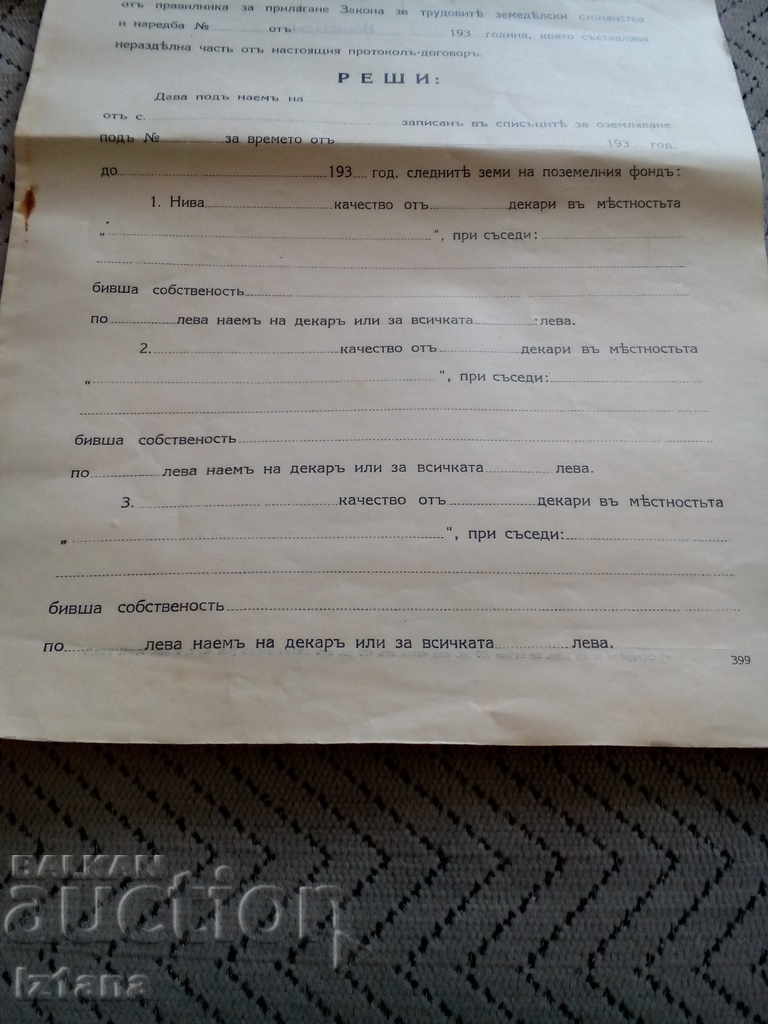 отъ правилника за прилагане Закона за трудовитѣ земедѣлски стопанства
и наредба № отъ 193 година, която съставлява
нераздѣлна часть отъ настоящия протоколъ-договоръ.
РЕШИ:
Дава подъ наемъ на
отъ с. записанъ въ списъцитѣ за оземляване
подъ № за времето отъ 193 год.
до 193 год. следнитѣ земи на поземелния фондъ:
1. Нива качество отъ декари въ мѣстностьта
„ ", при съседи:
бивша собственость
по лева наемъ на декаръ или за всичката лева.
2. качество отъ декари въ мѣстностьта
„ ", при съседи:
бивша собственость
по лева наемъ на декаръ или за всичката лева.
3. качество отъ декари въ мѣстностьта
„ ", при съседи:
бивша собственость
по лева наемъ на декаръ или за всичката лева.
399
BALKAN
auction
Iztana